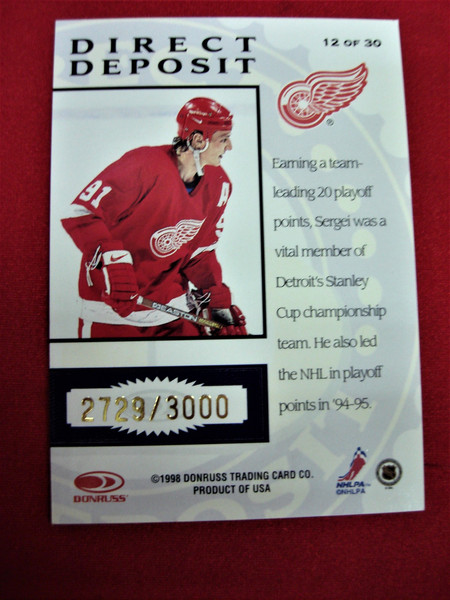 DIRECT
DEPOSIT
12 OF 30
91
A
EASTON
Earning a team-
leading 20 playoff
points, Sergei was a
vital member of
Detroit's Stanley
Cup championship
team. He also led
the NHL in playoff
points in '94-95.
2729/3000
DONRUSS
©1998 DONRUSS TRADING CARD CO.
PRODUCT OF USA
NHLPA
©NHLPA